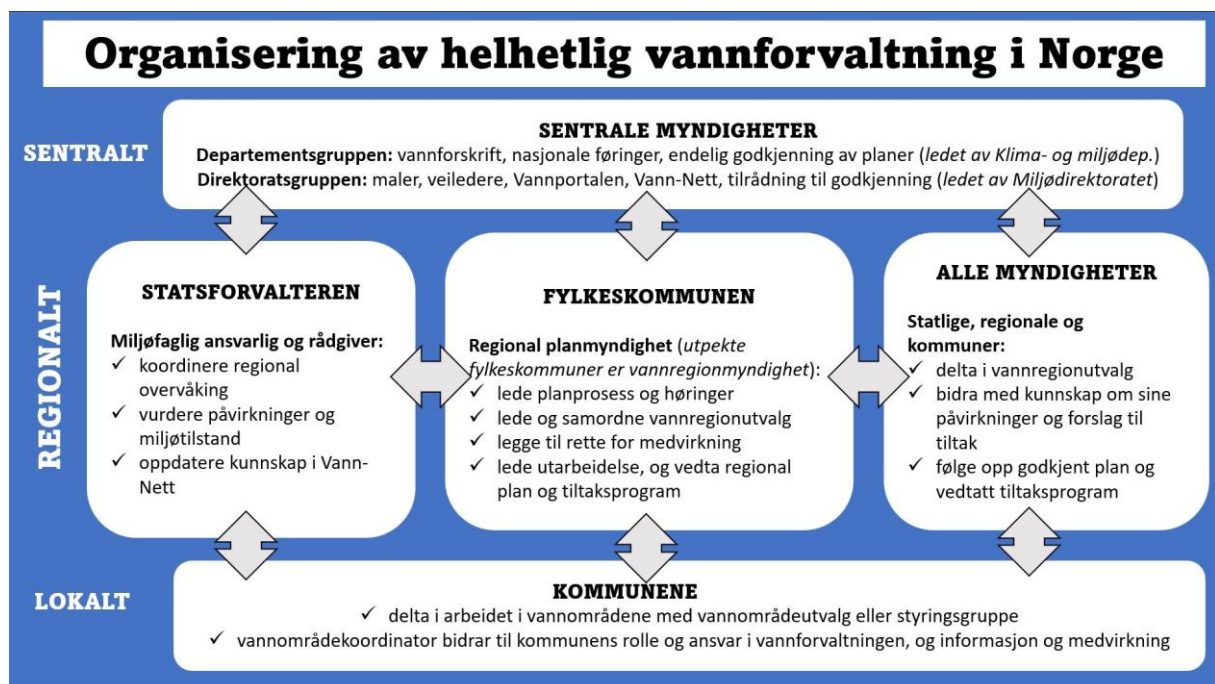 Organisering av helhetlig vannforvaltning i Norge
SENTRALT
SENTRALE MYNDIGHETER
Departementsgruppen: vannforskrift, nasjonale føringer, endelig godkjenning av planer (ledet av Klima- og miljødep.)
Direktoratsgruppen: maler, veiledere, Vannportalen, Vann-Nett, tilrådning til godkjenning (ledet av Miljødirektoratet)
REGIONALT
STATSFORVALTEREN
Miljøfaglig ansvarlig og rådgiver:
✓ koordinere regional
overvåking
✓ vurdere påvirkninger og
miljøtilstand
✓ oppdatere kunnskap i Vann-
Nett
FYLKESKOMMUNEN
Regional planmyndighet (utpekte
fylkeskommuner er vannregionmyndighet):
✓ lede planprosess og høringer
✓ lede og samordne vannregionutvalg
✓ legge til rette for medvirkning
✓ lede utarbeidelse, og vedta regional
plan og tiltaksprogram
ALLE MYNDIGHETER
Statlige, regionale og
kommuner:
✓ delta i vannregionutvalg
✓ bidra med kunnskap om sine
påvirkninger og forslag til
tiltak
✓ følge opp godkjent plan og
vedtatt tiltaksprogram
LOKALT
KOMMUNENE
✓ delta i arbeidet i vannområdene med vannområdeutvalg eller styringsgruppe
✓ vannområdekoordinator bidrar til kommunens rolle og ansvar i vannforvaltningen, og informasjon og medvirkning